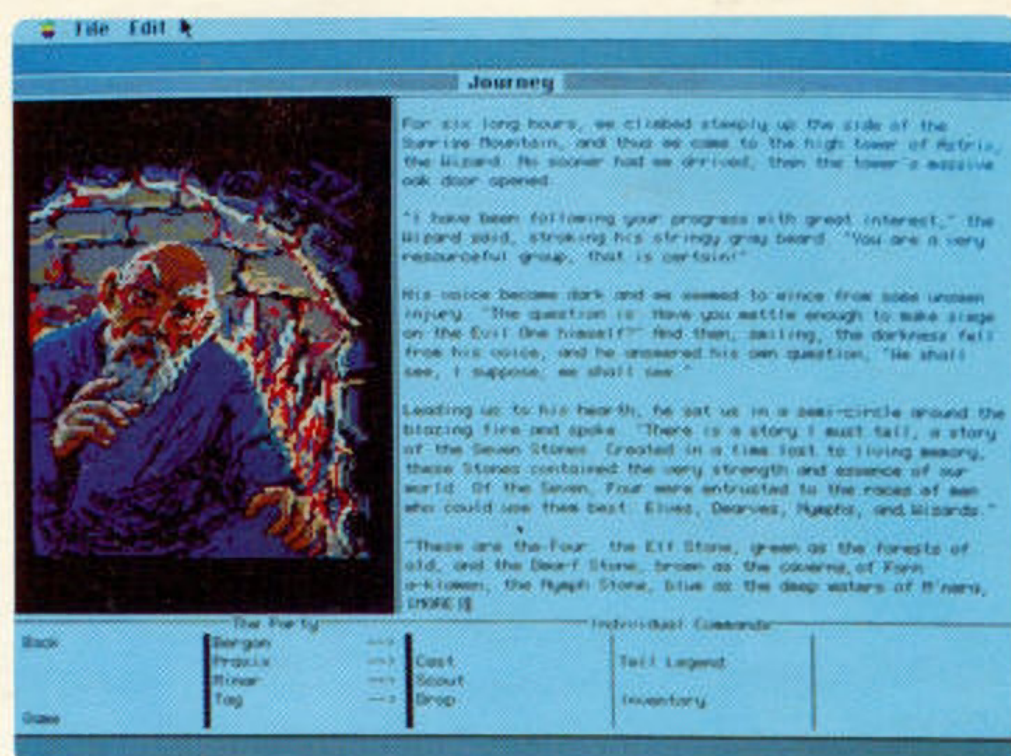 File Edit
Journey
For six long hours, we climbed steeply up the side of the
Sunrise Mountain, and thus we came to the high tower of Astrix,
the Wizard. No sooner had we arrived, then the tower's massive
oak door opened.
"I have been following your progress with great interest," the
Wizard said, stroking his stringy gray beard. "You are a very
resourceful group, that is certain!"
His voice became dark and we seemed to wince from some unseen
injury. "The question is: Have you mettle enough to make siege
on the Evil One himself?" And then, smiling, the darkness fell
from his voice, and he answered his own question, "We shall
see, I suppose; we shall see."
Leading us to his hearth, he sat us in a semi-circle around the
blazing fire and spoke. "There is a story I must tell, a story
of the Seven Stones. Created in a time lost to living memory,
these Stones contained the very strength and essence of our
world. Of the Seven, Four were entrusted to the races of men
who could use them best: Elves, Dwarves, Nymphs, and Wizards."
"These are the Four: the Elf Stone, green as the forests of
old, and the Dwarf Stone, brown as the caverns of Forn
a-klamen, the Nymph Stone, blue as the deep waters of M'nera,
[MORE]
The Party
Individual Commands
Back
Bergon -->
Praxis --> Cast Tell Legend
Minar --> Scout
Tag --> Drop Inventory
Game